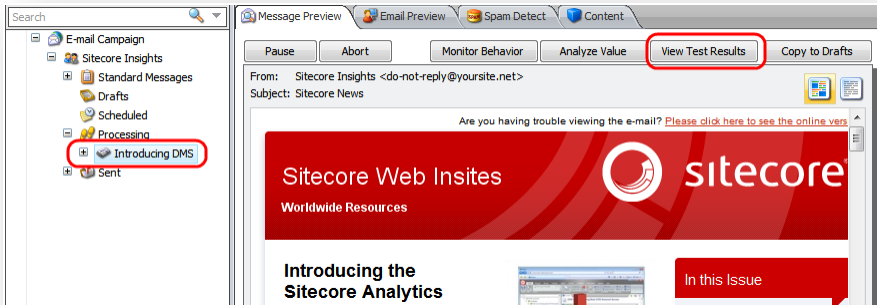 Search
E-mail Campaign
Sitecore Insights
Standard Messages
Drafts
Scheduled
Processing
Introducing DMS
Sent
Message Preview Email Preview Spam Detect Content
Pause Abort Monitor Behavior Analyze Value View Test Results Copy to Drafts
From: Sitecore Insights <do-not-reply@yoursite.net>
Subject: Sitecore News
Are you having trouble viewing the e-mail? Please click here to see the online vers
Sitecore Web Insites
sitecore
Worldwide Resources
Introducing the
Sitecore Analytics
In this Issue